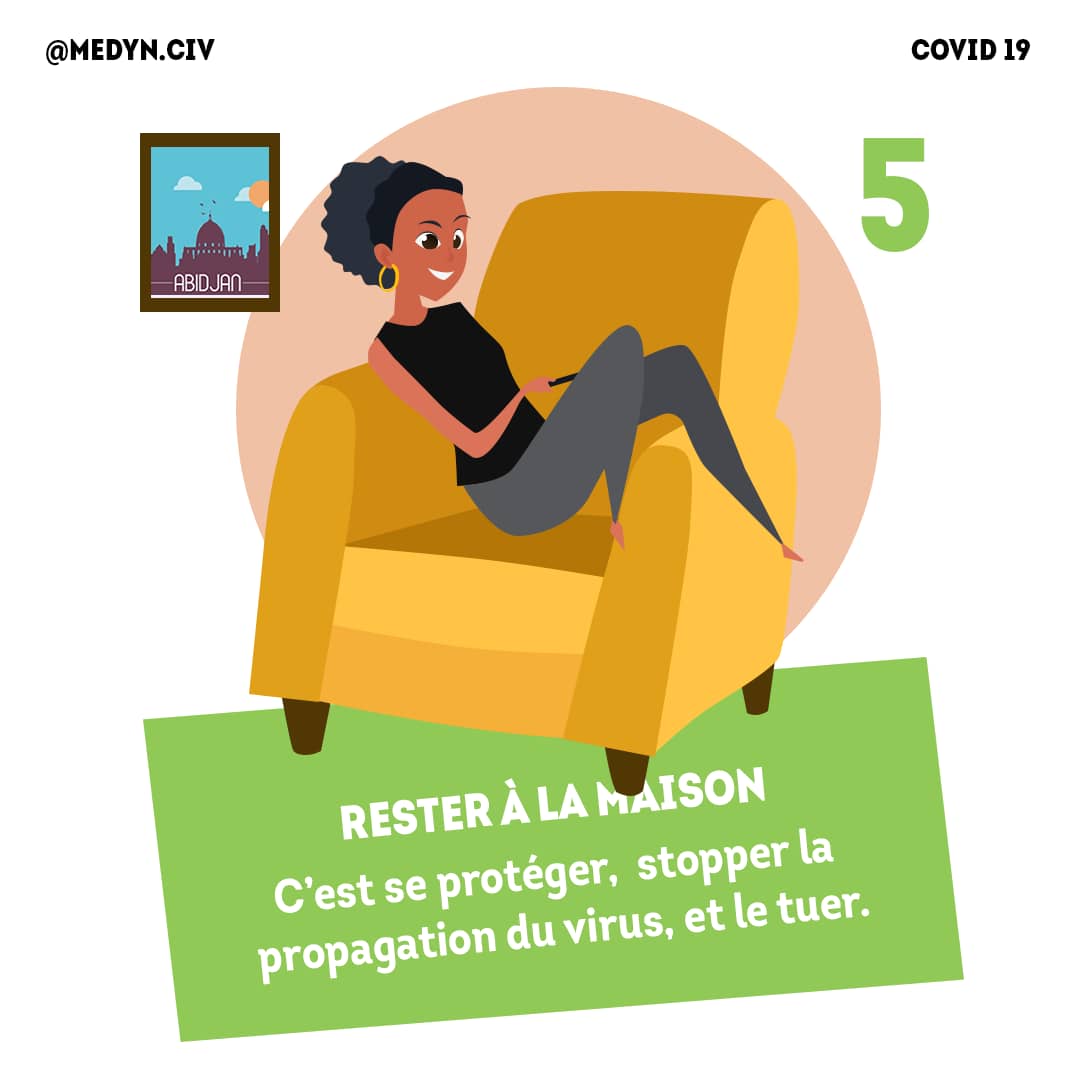 @MEDYN.CIV
COVID 19
5
ABIDJAN
RESTER À LA MAISON
C'est se protéger, stopper la
propagation du virus, et le tuer.